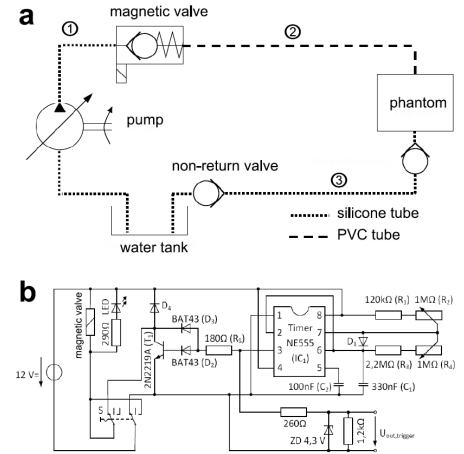 a
magnetic valve
1
2
pump
phantom
non-return valve
3
silicone tube
PVC tube
water tank
b
magnetic valve
LED
290Ω
D₄
BAT43 (D₃)
2N2219A (T₁)
BAT43 (D₂)
180Ω (R₅)
1
2
3
4
Timer
NE555
(IC₁)
8
7
6
5
120kΩ (R₁)
1MΩ (R₂)
D₁
2,2MΩ (R₃)
1MΩ (R₄)
12 V=
100nF (C₂)
330nF (C₁)
S
260Ω
ZD 4,3 V
1,2kΩ
Uout,trigger